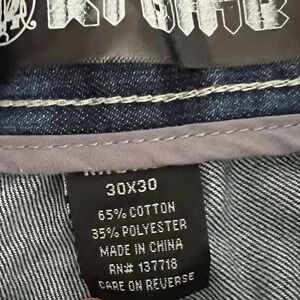 30X30
65% COTTON
35% POLYESTER
MADE IN CHINA
RN# 137718
CARE ON REVERSE